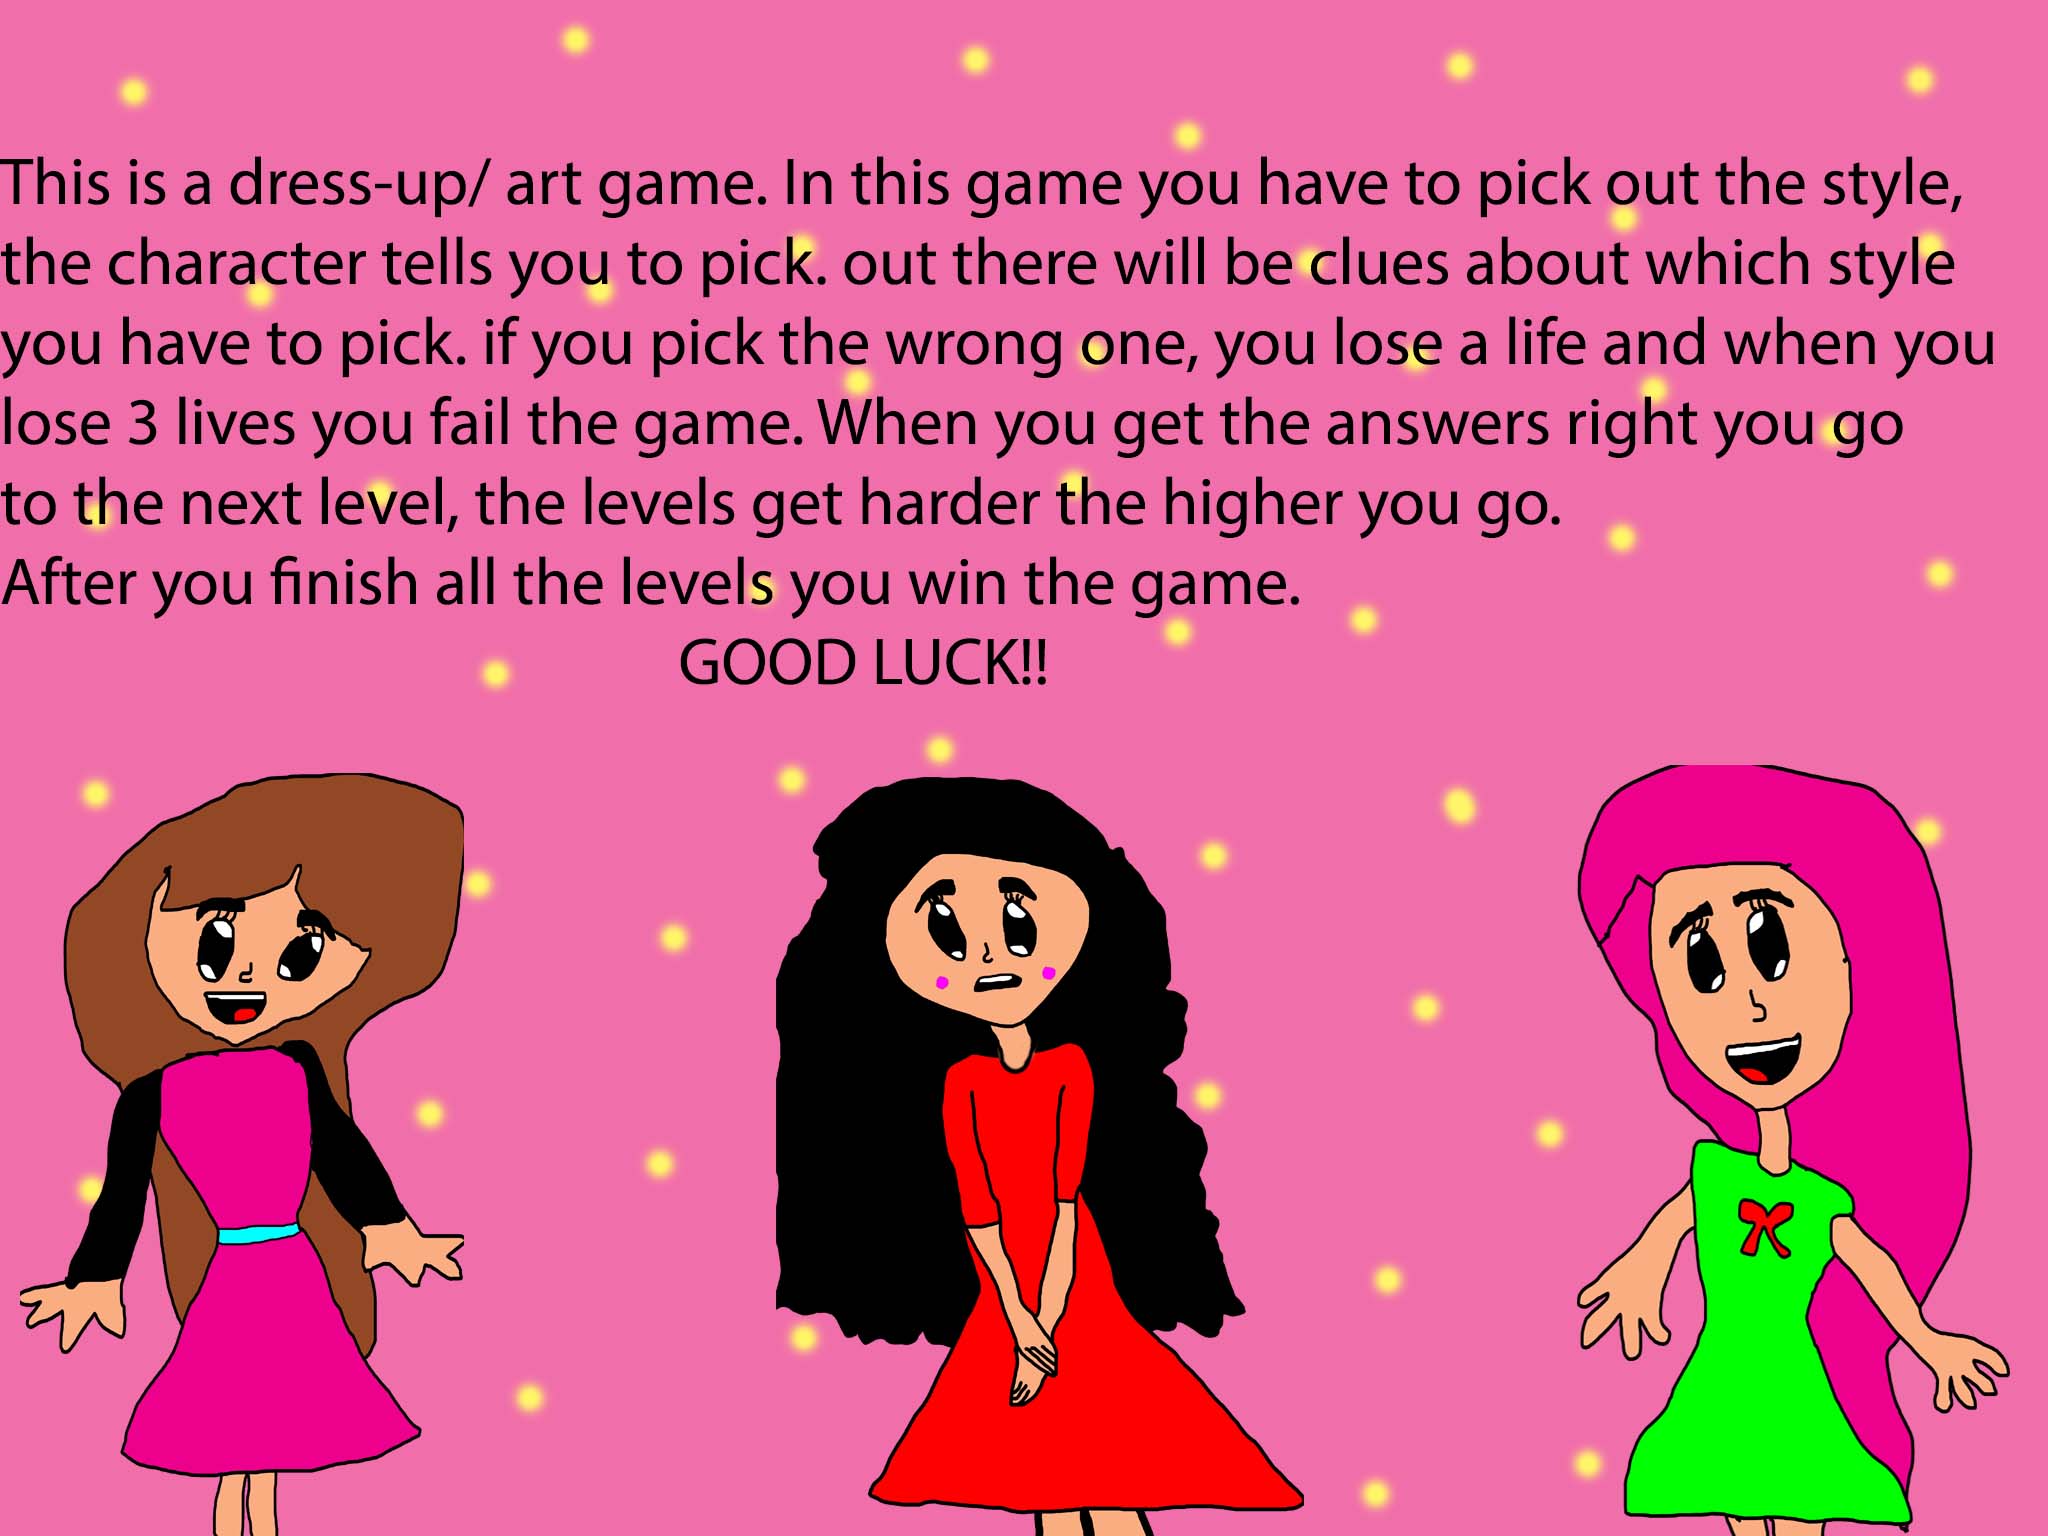 This is a dress-up/ art game. In this game you have to pick out the style,
the character tells you to pick. out there will be clues about which style
you have to pick. if you pick the wrong one, you lose a life and when you
lose 3 lives you fail the game. When you get the answers right you go
to the next level, the levels get harder the higher you go.
After you finish all the levels you win the game.
GOOD LUCK!!